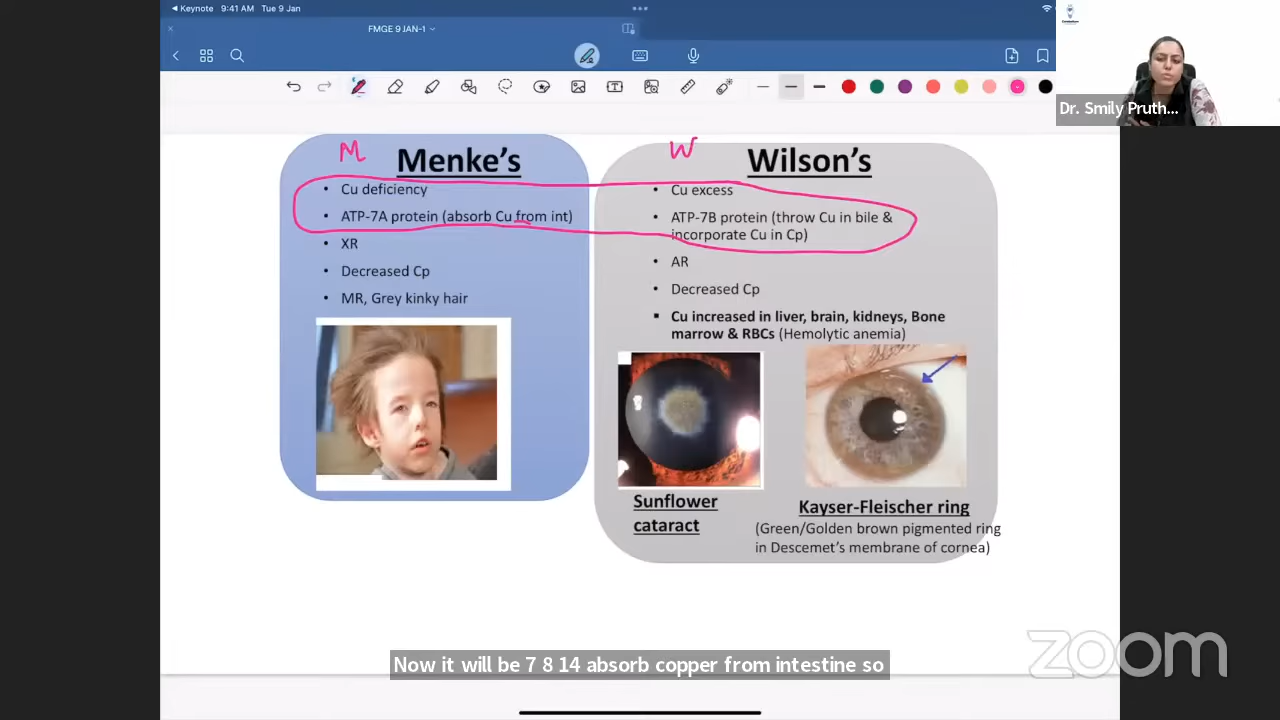 Keynote 9:41 AM Tue 9 Jan
FMGE 9 JAN-1
Dr. Smily Pruth...
M
Menke's
• Cu deficiency
• ATP-7A protein (absorb Cu from int)
• XR
• Decreased Cp
• MR, Grey kinky hair
W
Wilson's
• Cu excess
• ATP-7B protein (throw Cu in bile &
incorporate Cu in Cp)
• AR
• Decreased Cp
▪ Cu increased in liver, brain, kidneys, Bone
marrow & RBCs (Hemolytic anemia)
Sunflower
cataract
Kayser-Fleischer ring
(Green/Golden brown pigmented ring
in Descemet's membrane of cornea)
zoom
Now it will be 7 8 14 absorb copper from intestine so